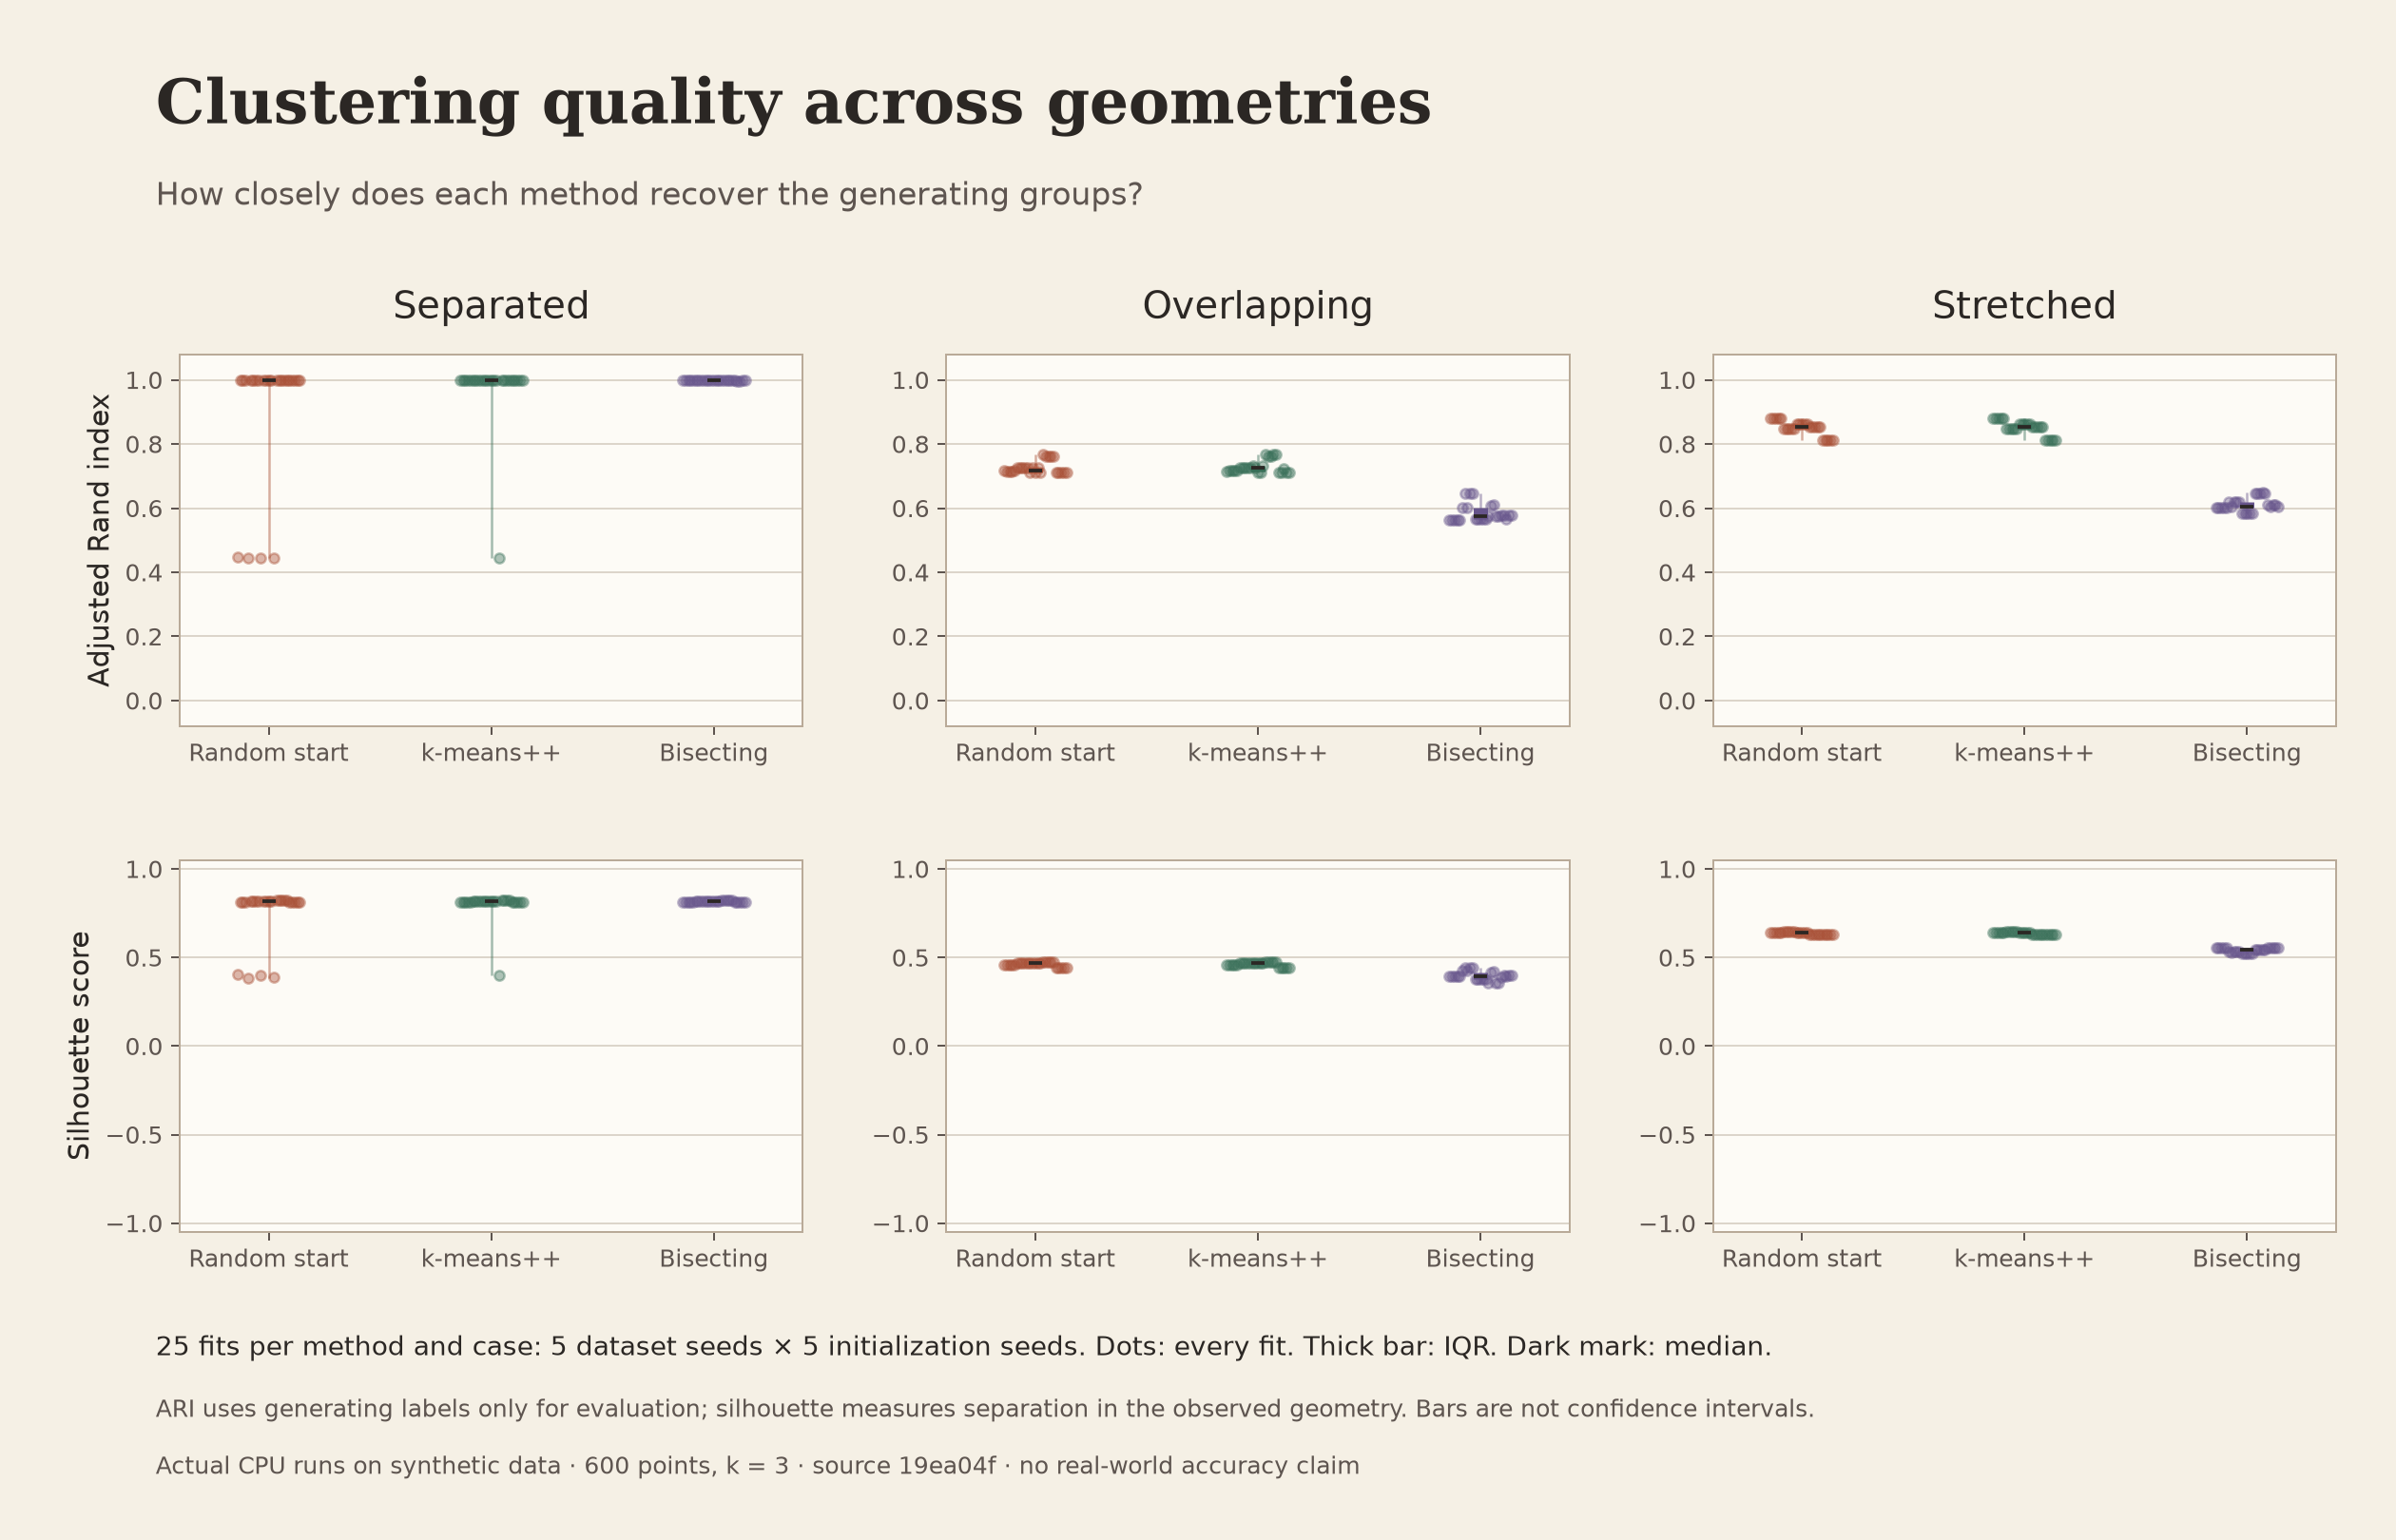 Clustering quality across geometries
How closely does each method recover the generating groups?
Separated
Overlapping
Stretched
Adjusted Rand index
1.0
0.8
0.6
0.4
0.2
0.0
Random start
k-means++
Bisecting
1.0
0.8
0.6
0.4
0.2
0.0
Random start
k-means++
Bisecting
1.0
0.8
0.6
0.4
0.2
0.0
Random start
k-means++
Bisecting
Silhouette score
1.0
0.5
0.0
−0.5
−1.0
Random start
k-means++
Bisecting
1.0
0.5
0.0
−0.5
−1.0
Random start
k-means++
Bisecting
1.0
0.5
0.0
−0.5
−1.0
Random start
k-means++
Bisecting
25 fits per method and case: 5 dataset seeds × 5 initialization seeds. Dots: every fit. Thick bar: IQR. Dark mark: median.
ARI uses generating labels only for evaluation; silhouette measures separation in the observed geometry. Bars are not confidence intervals.
Actual CPU runs on synthetic data · 600 points, k = 3 · source 19ea04f · no real-world accuracy claim